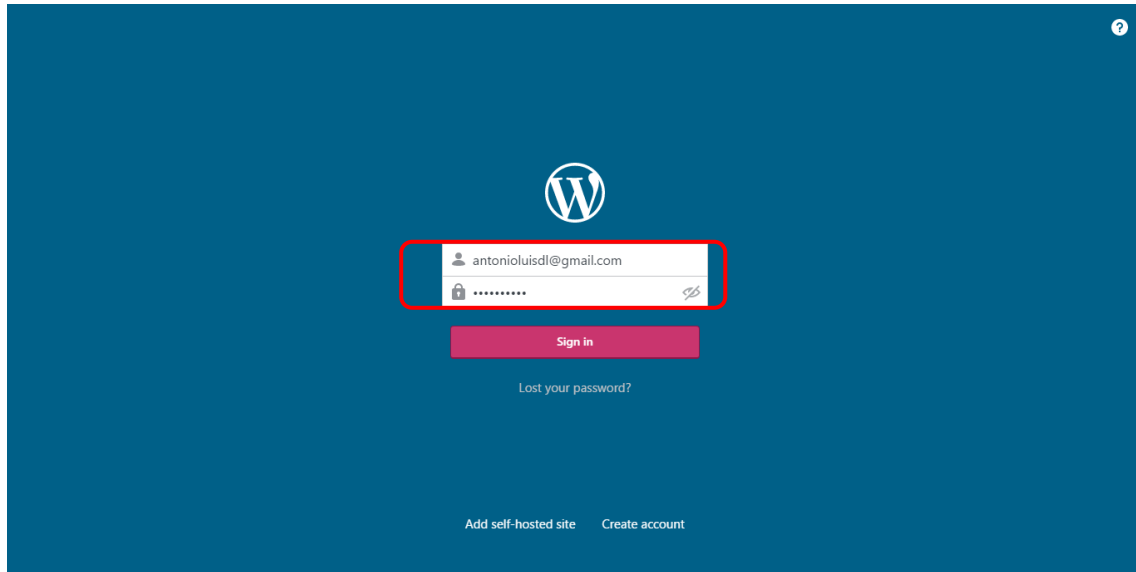 ?
antonioluisdl@gmail.com
••••••••••
Sign in
Lost your password?
Add self-hosted site Create account